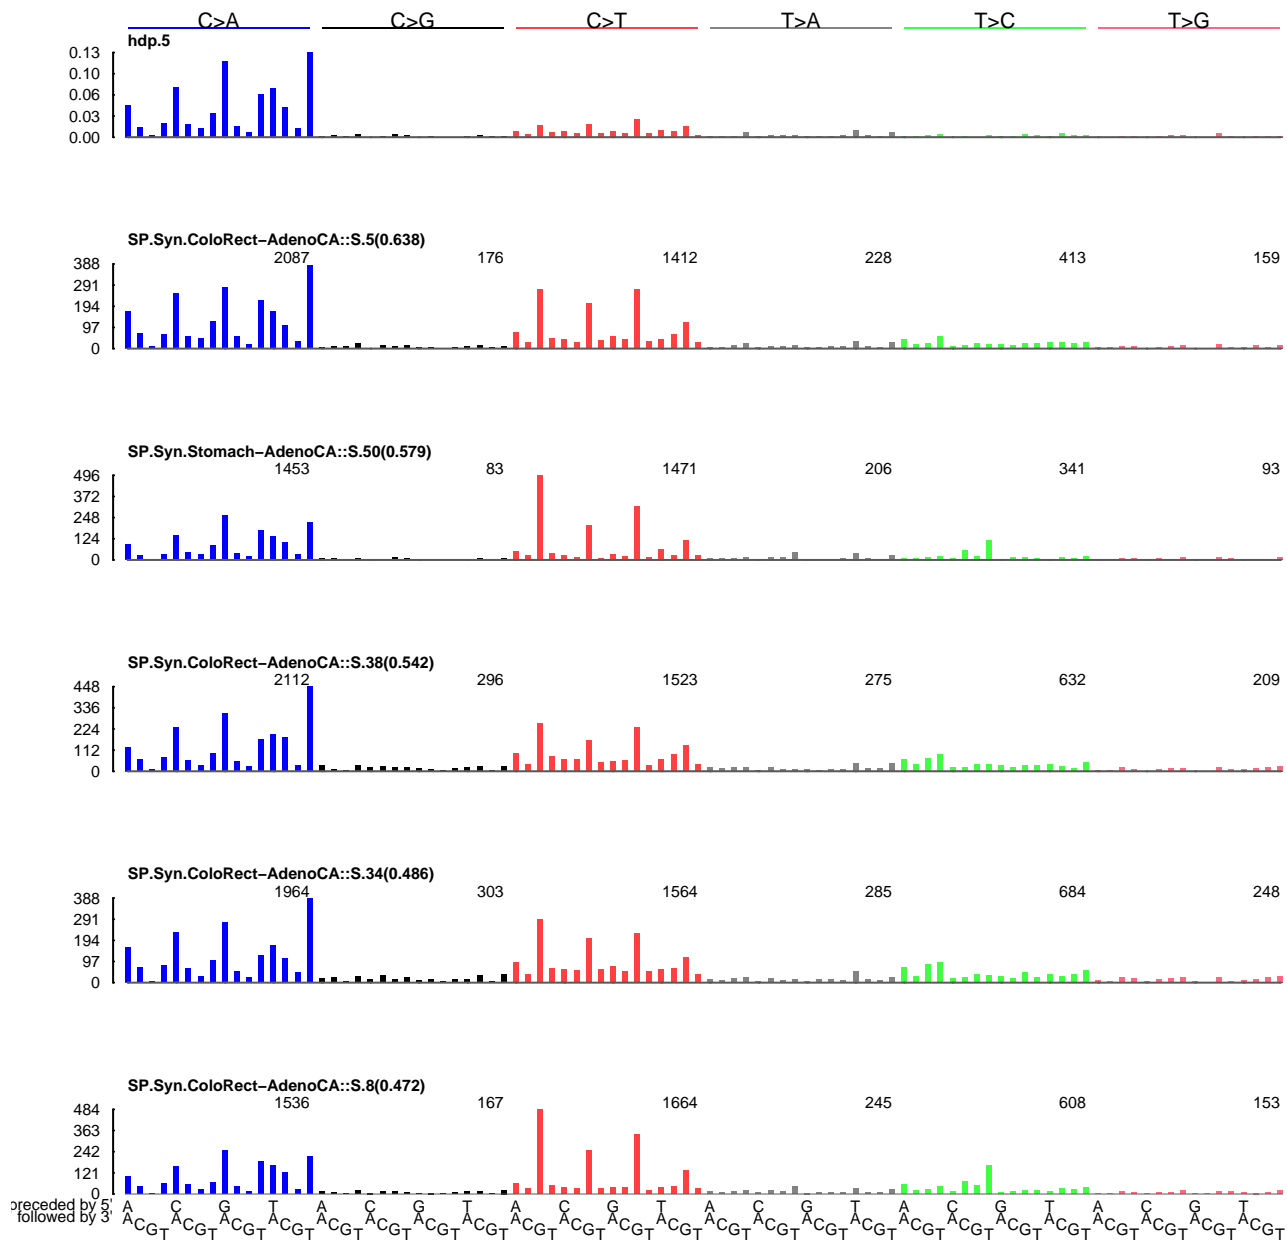 C>A C>G C>T T>A T>C T>G
hdp.5
0.13
0.10
0.06
0.03
0.00
SP.Syn.ColoRect−AdenoCA::S.5(0.638)
2087 176 1412 228 413 159
388
291
194
97
0
SP.Syn.Stomach−AdenoCA::S.50(0.579)
1453 83 1471 206 341 93
496
372
248
124
0
SP.Syn.ColoRect−AdenoCA::S.38(0.542)
2112 296 1523 275 632 209
448
336
224
112
0
SP.Syn.ColoRect−AdenoCA::S.34(0.486)
1964 303 1564 285 684 248
388
291
194
97
0
SP.Syn.ColoRect−AdenoCA::S.8(0.472)
1536 167 1664 245 608 153
484
363
242
121
0
preceded by 5' A C G T A C G T A C G T A C G T A C G T A C G T
followed by 3' A C G T A C G T A C G T A C G T A C G T A C G T A C G T A C G T A C G T A C G T A C G T A C G T A C G T A C G T A C G T A C G T A C G T A C G T A C G T A C G T A C G T A C G T A C G T A C G T